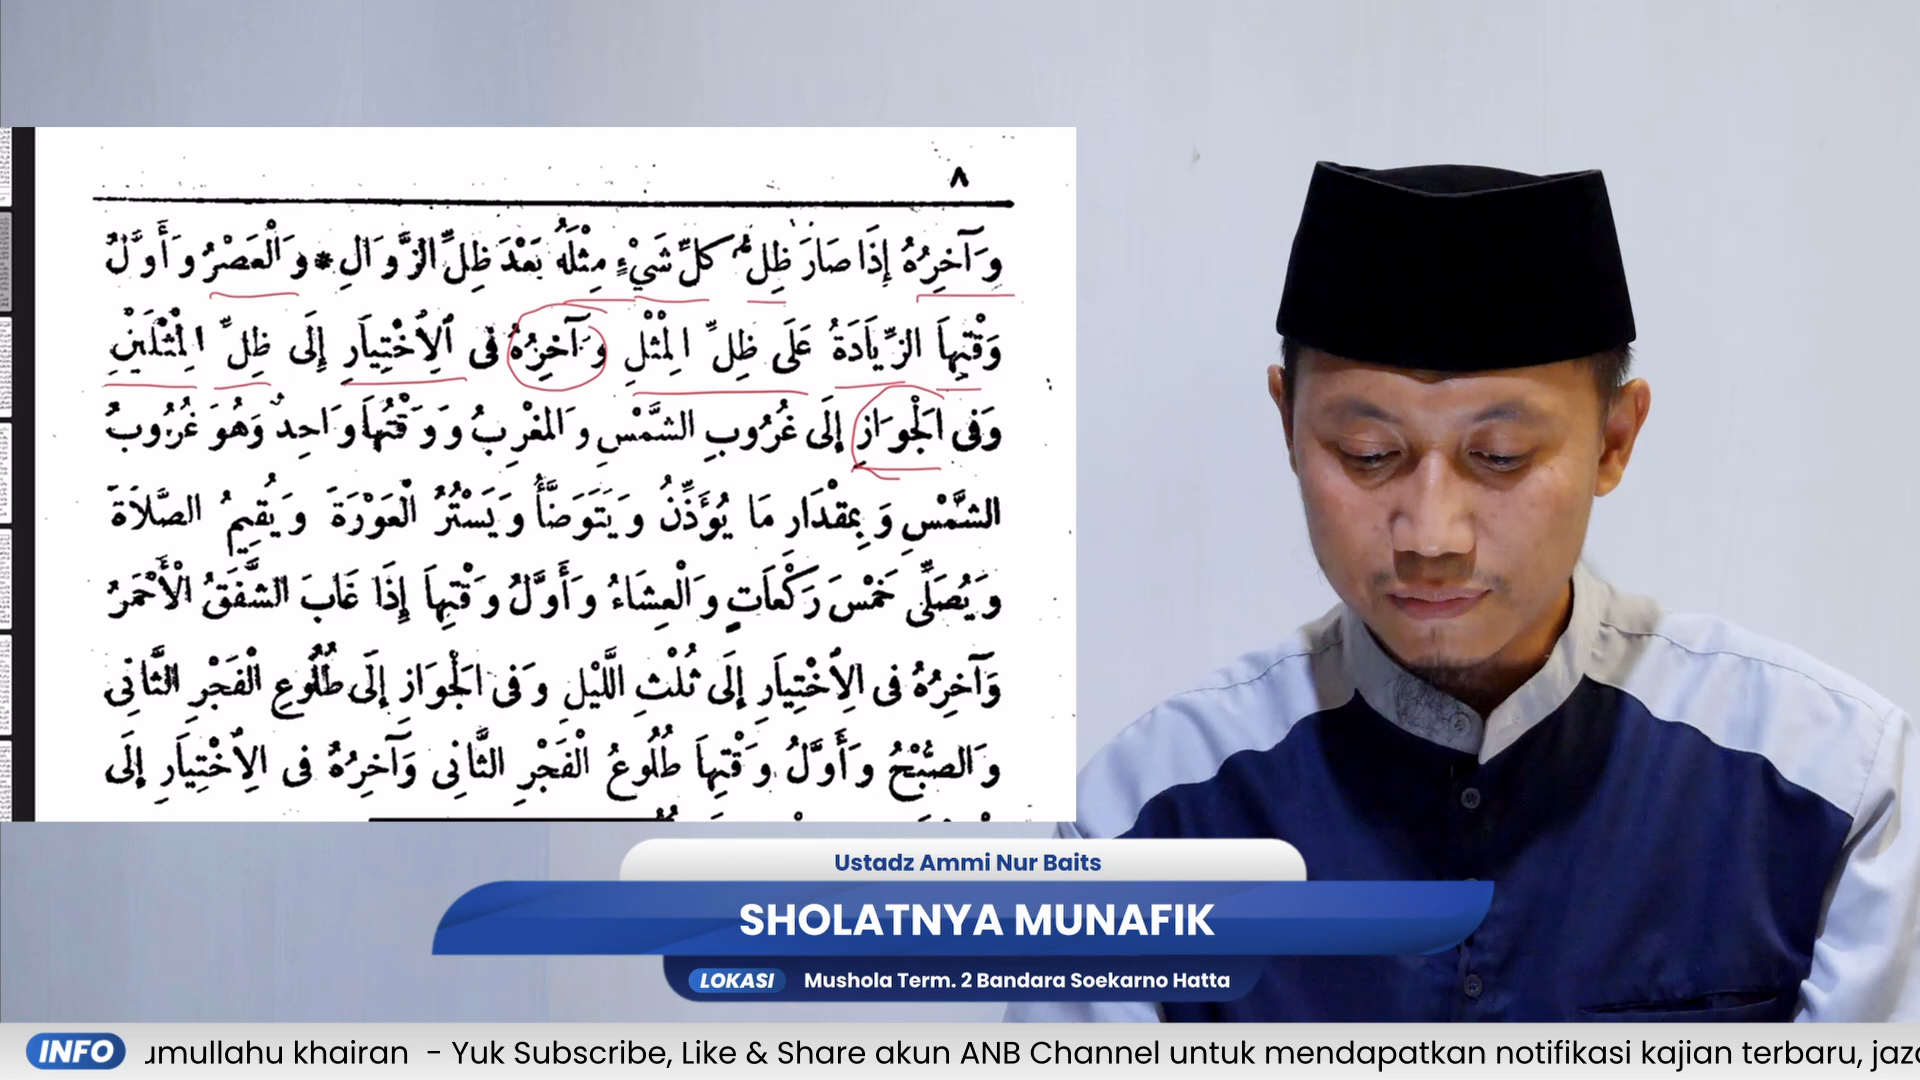 ٨
وَآخِرُهُ إِذَا صَارَ ظِلُّ كُلِّ شَيْءٍ مِثْلَهُ بَعْدَ ظِلِّ الزَّوَالِ * وَالْعَصْرُ وَأَوَّلُ
وَقْتِهَا الزِّيَادَةُ عَلَى ظِلِّ الْمِثْلِ وَآخِرُهُ فِى الْاِخْتِيَارِ إِلَى ظِلِّ الْمِثْلَيْنِ
وَفِى الْجَوَازِ إِلَى غُرُوبِ الشَّمْسِ وَالْمَغْرِبُ وَوَقْتُهَا وَاحِدٌ وَهُوَ غُرُوبُ
الشَّمْسِ وَبِمِقْدَارِ مَا يُؤَذِّنُ وَيَتَوَضَّأُ وَيَسْتُرُ الْعَوْرَةَ وَيُقِيمُ الصَّلَاةَ
وَيُصَلِّى خَمْسَ رَكْعَاتٍ وَالْعِشَاءُ وَأَوَّلُ وَقْتِهَا إِذَا غَابَ الشَّفَقُ الْأَحْمَرُ
وَآخِرُهُ فِى الْاِخْتِيَارِ إِلَى ثُلُثِ اللَّيْلِ وَفِى الْجَوَازِ إِلَى طُلُوعِ الْفَجْرِ الثَّانِى
وَالصُّبْحُ وَأَوَّلُ وَقْتِهَا طُلُوعُ الْفَجْرِ الثَّانِى وَآخِرُهُ فِى الْاِخْتِيَارِ إِلَى
Ustadz Ammi Nur Baits
SHOLATNYA MUNAFIK
LOKASI Mushola Term. 2 Bandara Soekarno Hatta
INFO umullahu khairan - Yuk Subscribe, Like & Share akun ANB Channel untuk mendapatkan notifikasi kajian terbaru, jaza